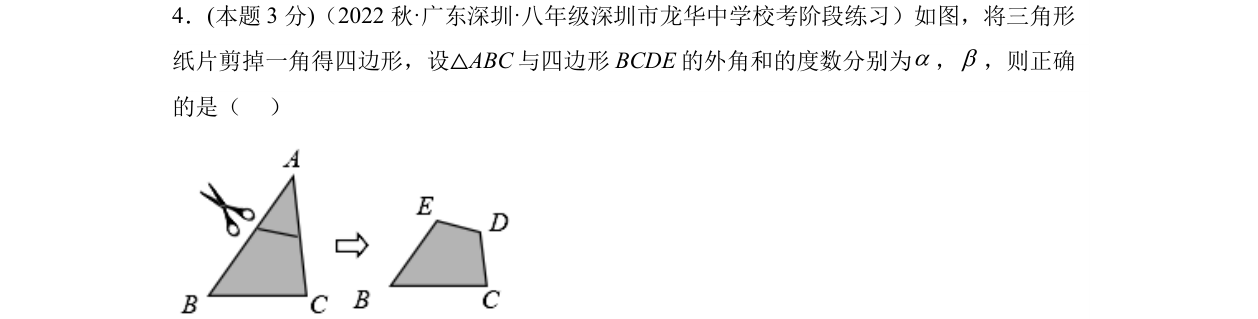 4．(本题 3 分)（2022 秋·广东深圳·八年级深圳市龙华中学校考阶段练习）如图，将三角形
纸片剪掉一角得四边形，设△ABC 与四边形 BCDE 的外角和的度数分别为α，β，则正确
的是（ ）
A
E
D
B
C
B
C